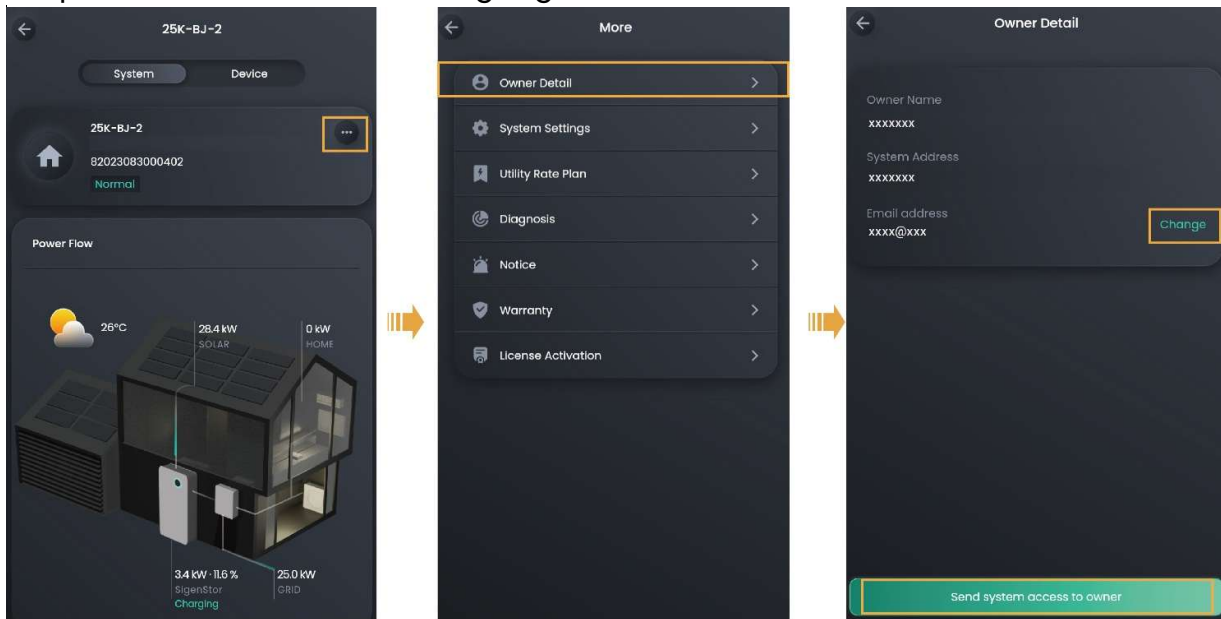 25K-BJ-2
System Device
25K-BJ-2
82023083000402
Normal
Power Flow
26°C
28.4 kW
SOLAR
0 kW
HOME
3.4 kW · 11.6 %
SigenStor
Charging
25.0 kW
GRID
More
Owner Detail
System Settings
Utility Rate Plan
Diagnosis
Notice
Warranty
License Activation
Owner Detail
Owner Name
xxxxxxx
System Address
xxxxxxx
Email address
xxxx@xxx
Change
Send system access to owner